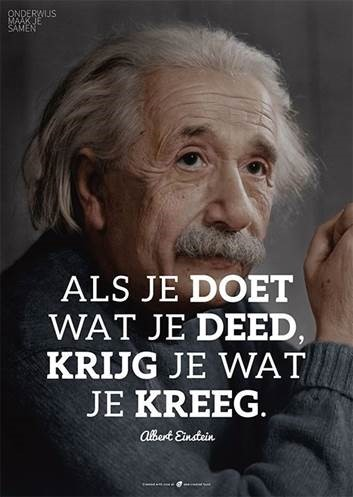 ONDERWIJS
MAAK JE
SAMEN
ALS JE DOET
WAT JE DEED,
KRIJG JE WAT
JE KREEG.
Albert Einstein